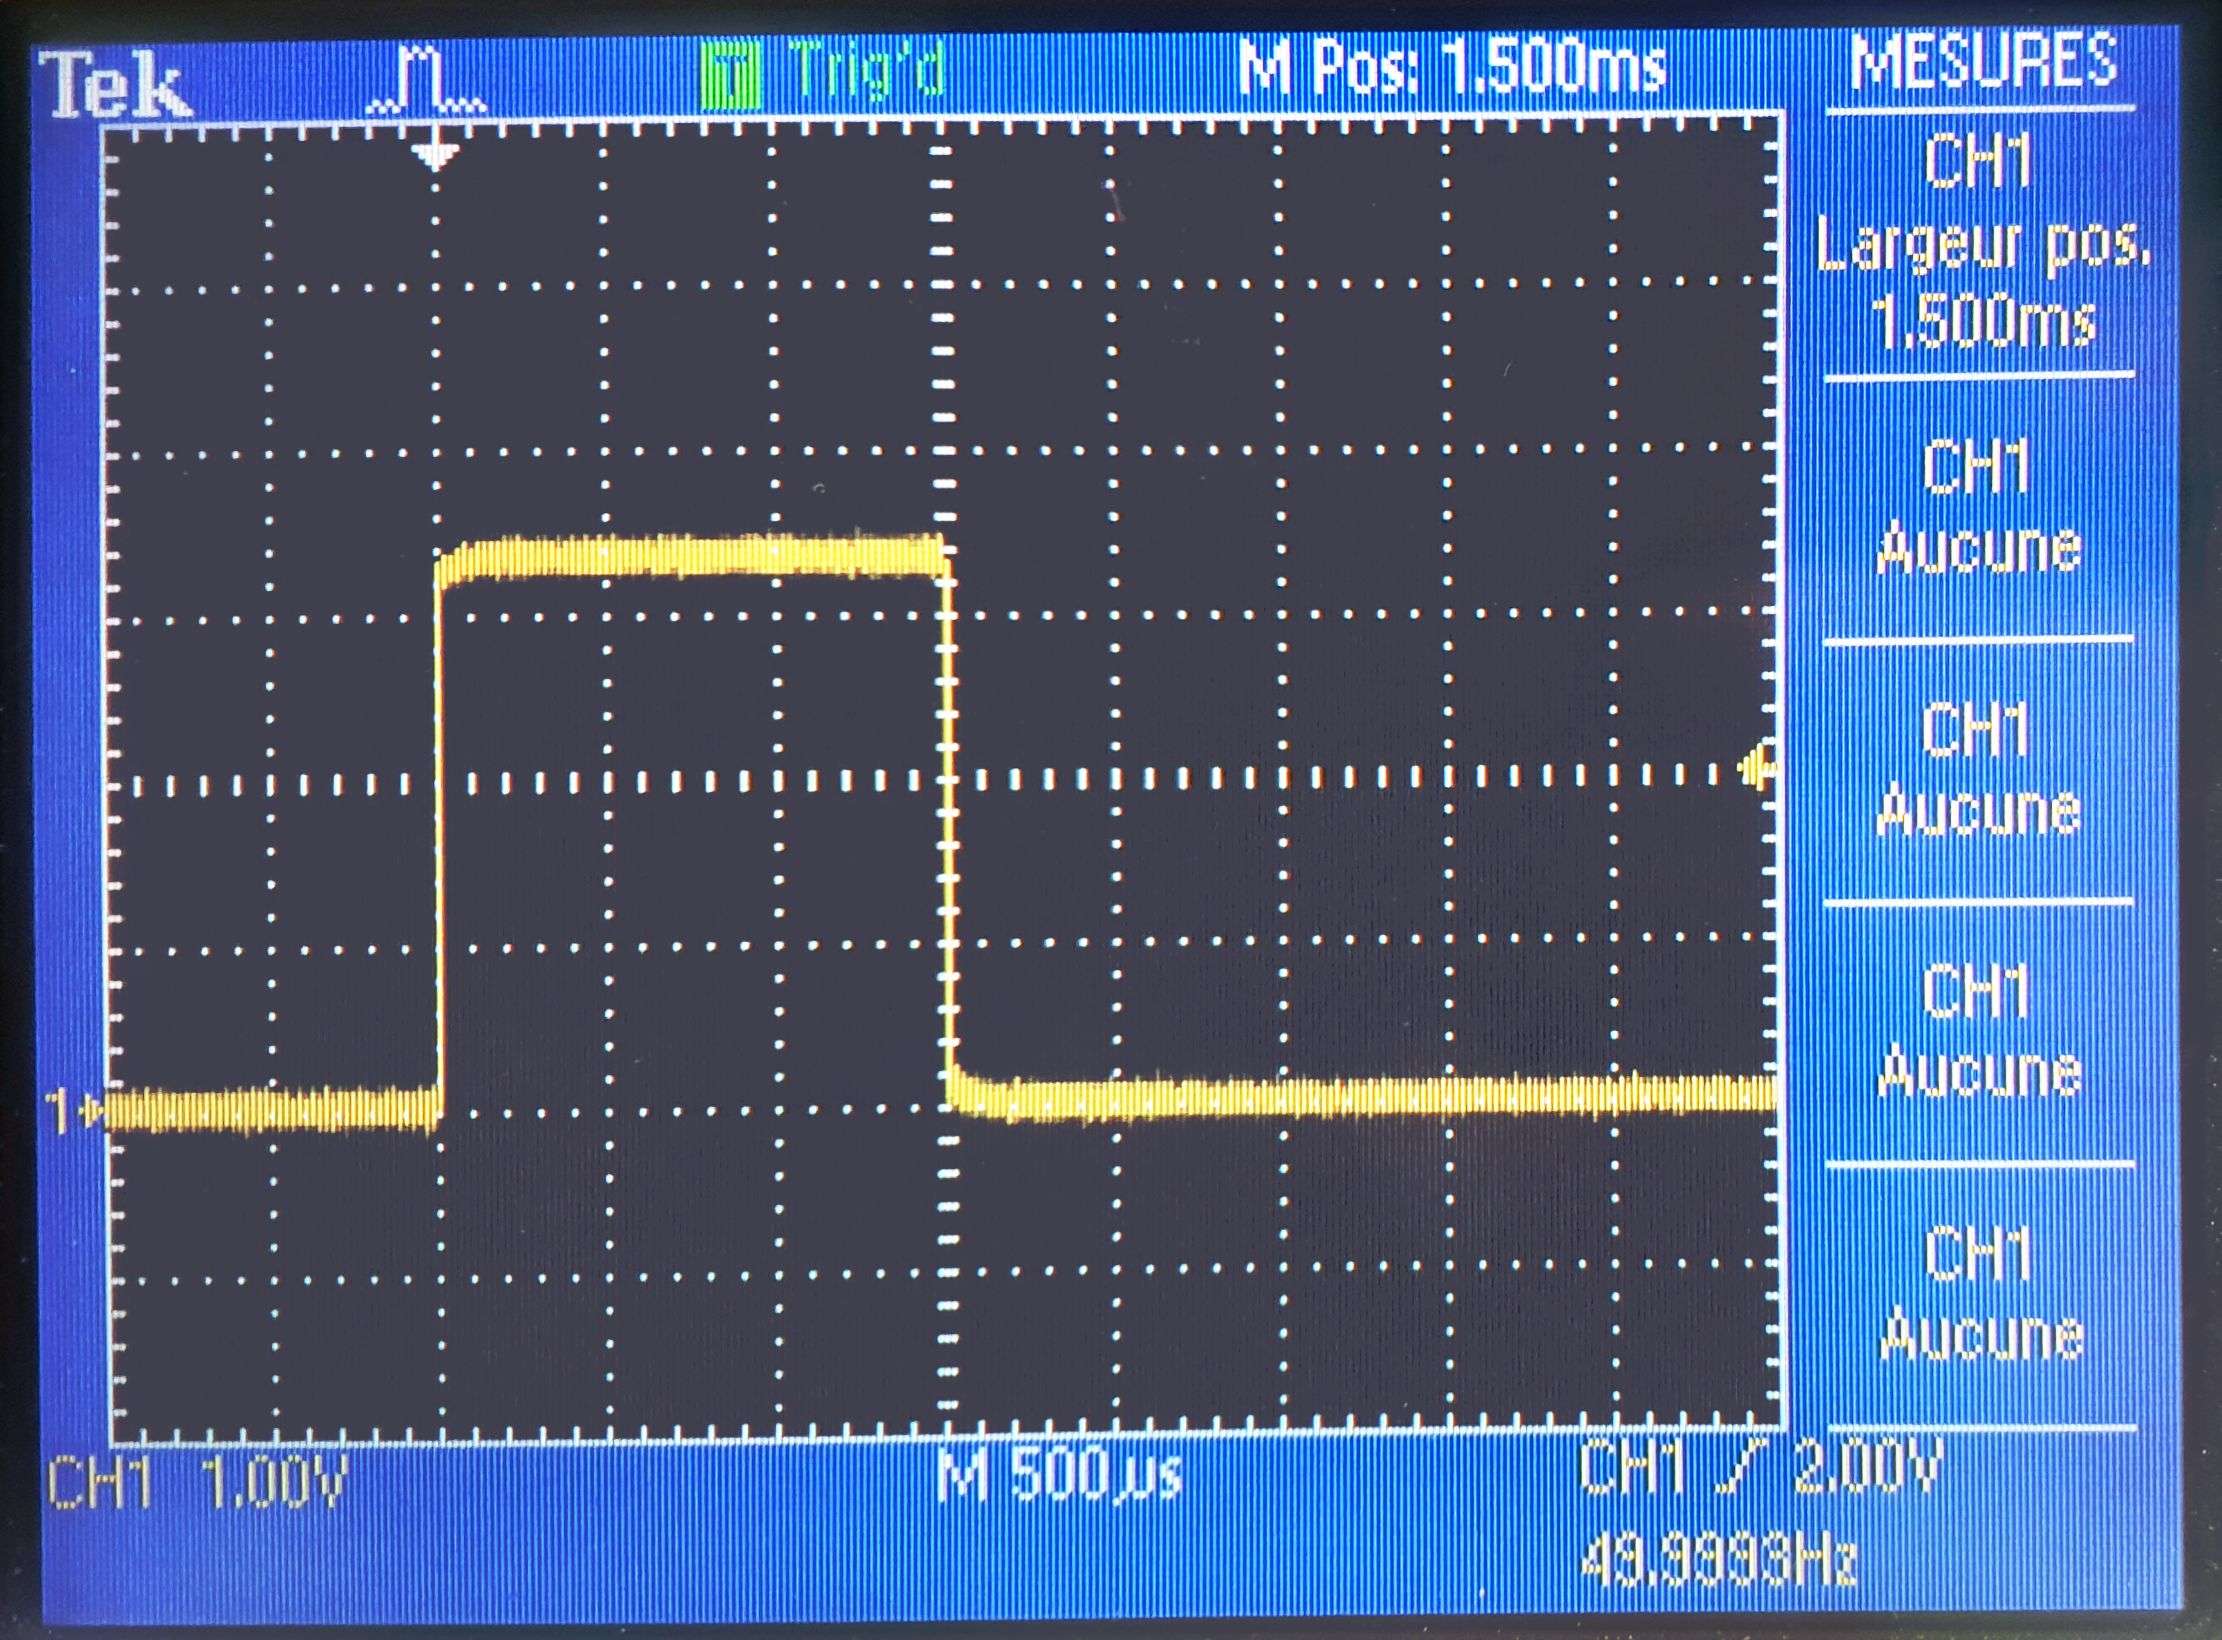 Tek
T Trig'd
M Pos: 1.500ms
MESURES
CH1
Largeur pos.
1.500ms
CH1
Aucune
CH1
Aucune
CH1
Aucune
CH1
Aucune
1
CH1 1.00V
M 500µs
CH1 2.00V
49.9993Hz